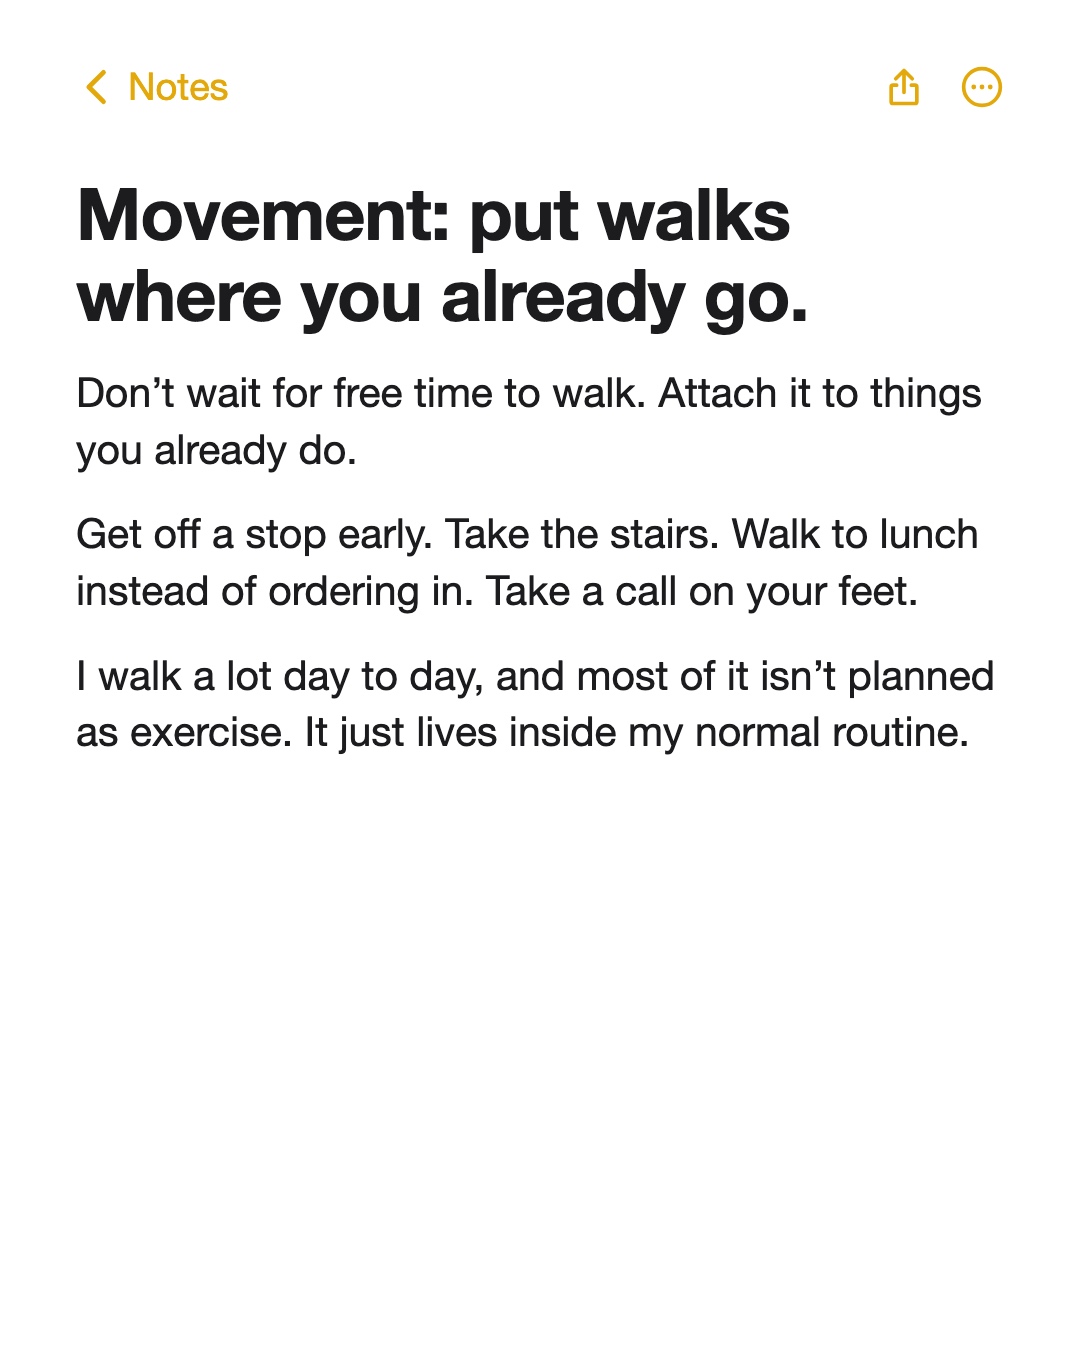 Notes
Movement: put walks
where you already go.
Don’t wait for free time to walk. Attach it to things
you already do.
Get off a stop early. Take the stairs. Walk to lunch
instead of ordering in. Take a call on your feet.
I walk a lot day to day, and most of it isn’t planned
as exercise. It just lives inside my normal routine.